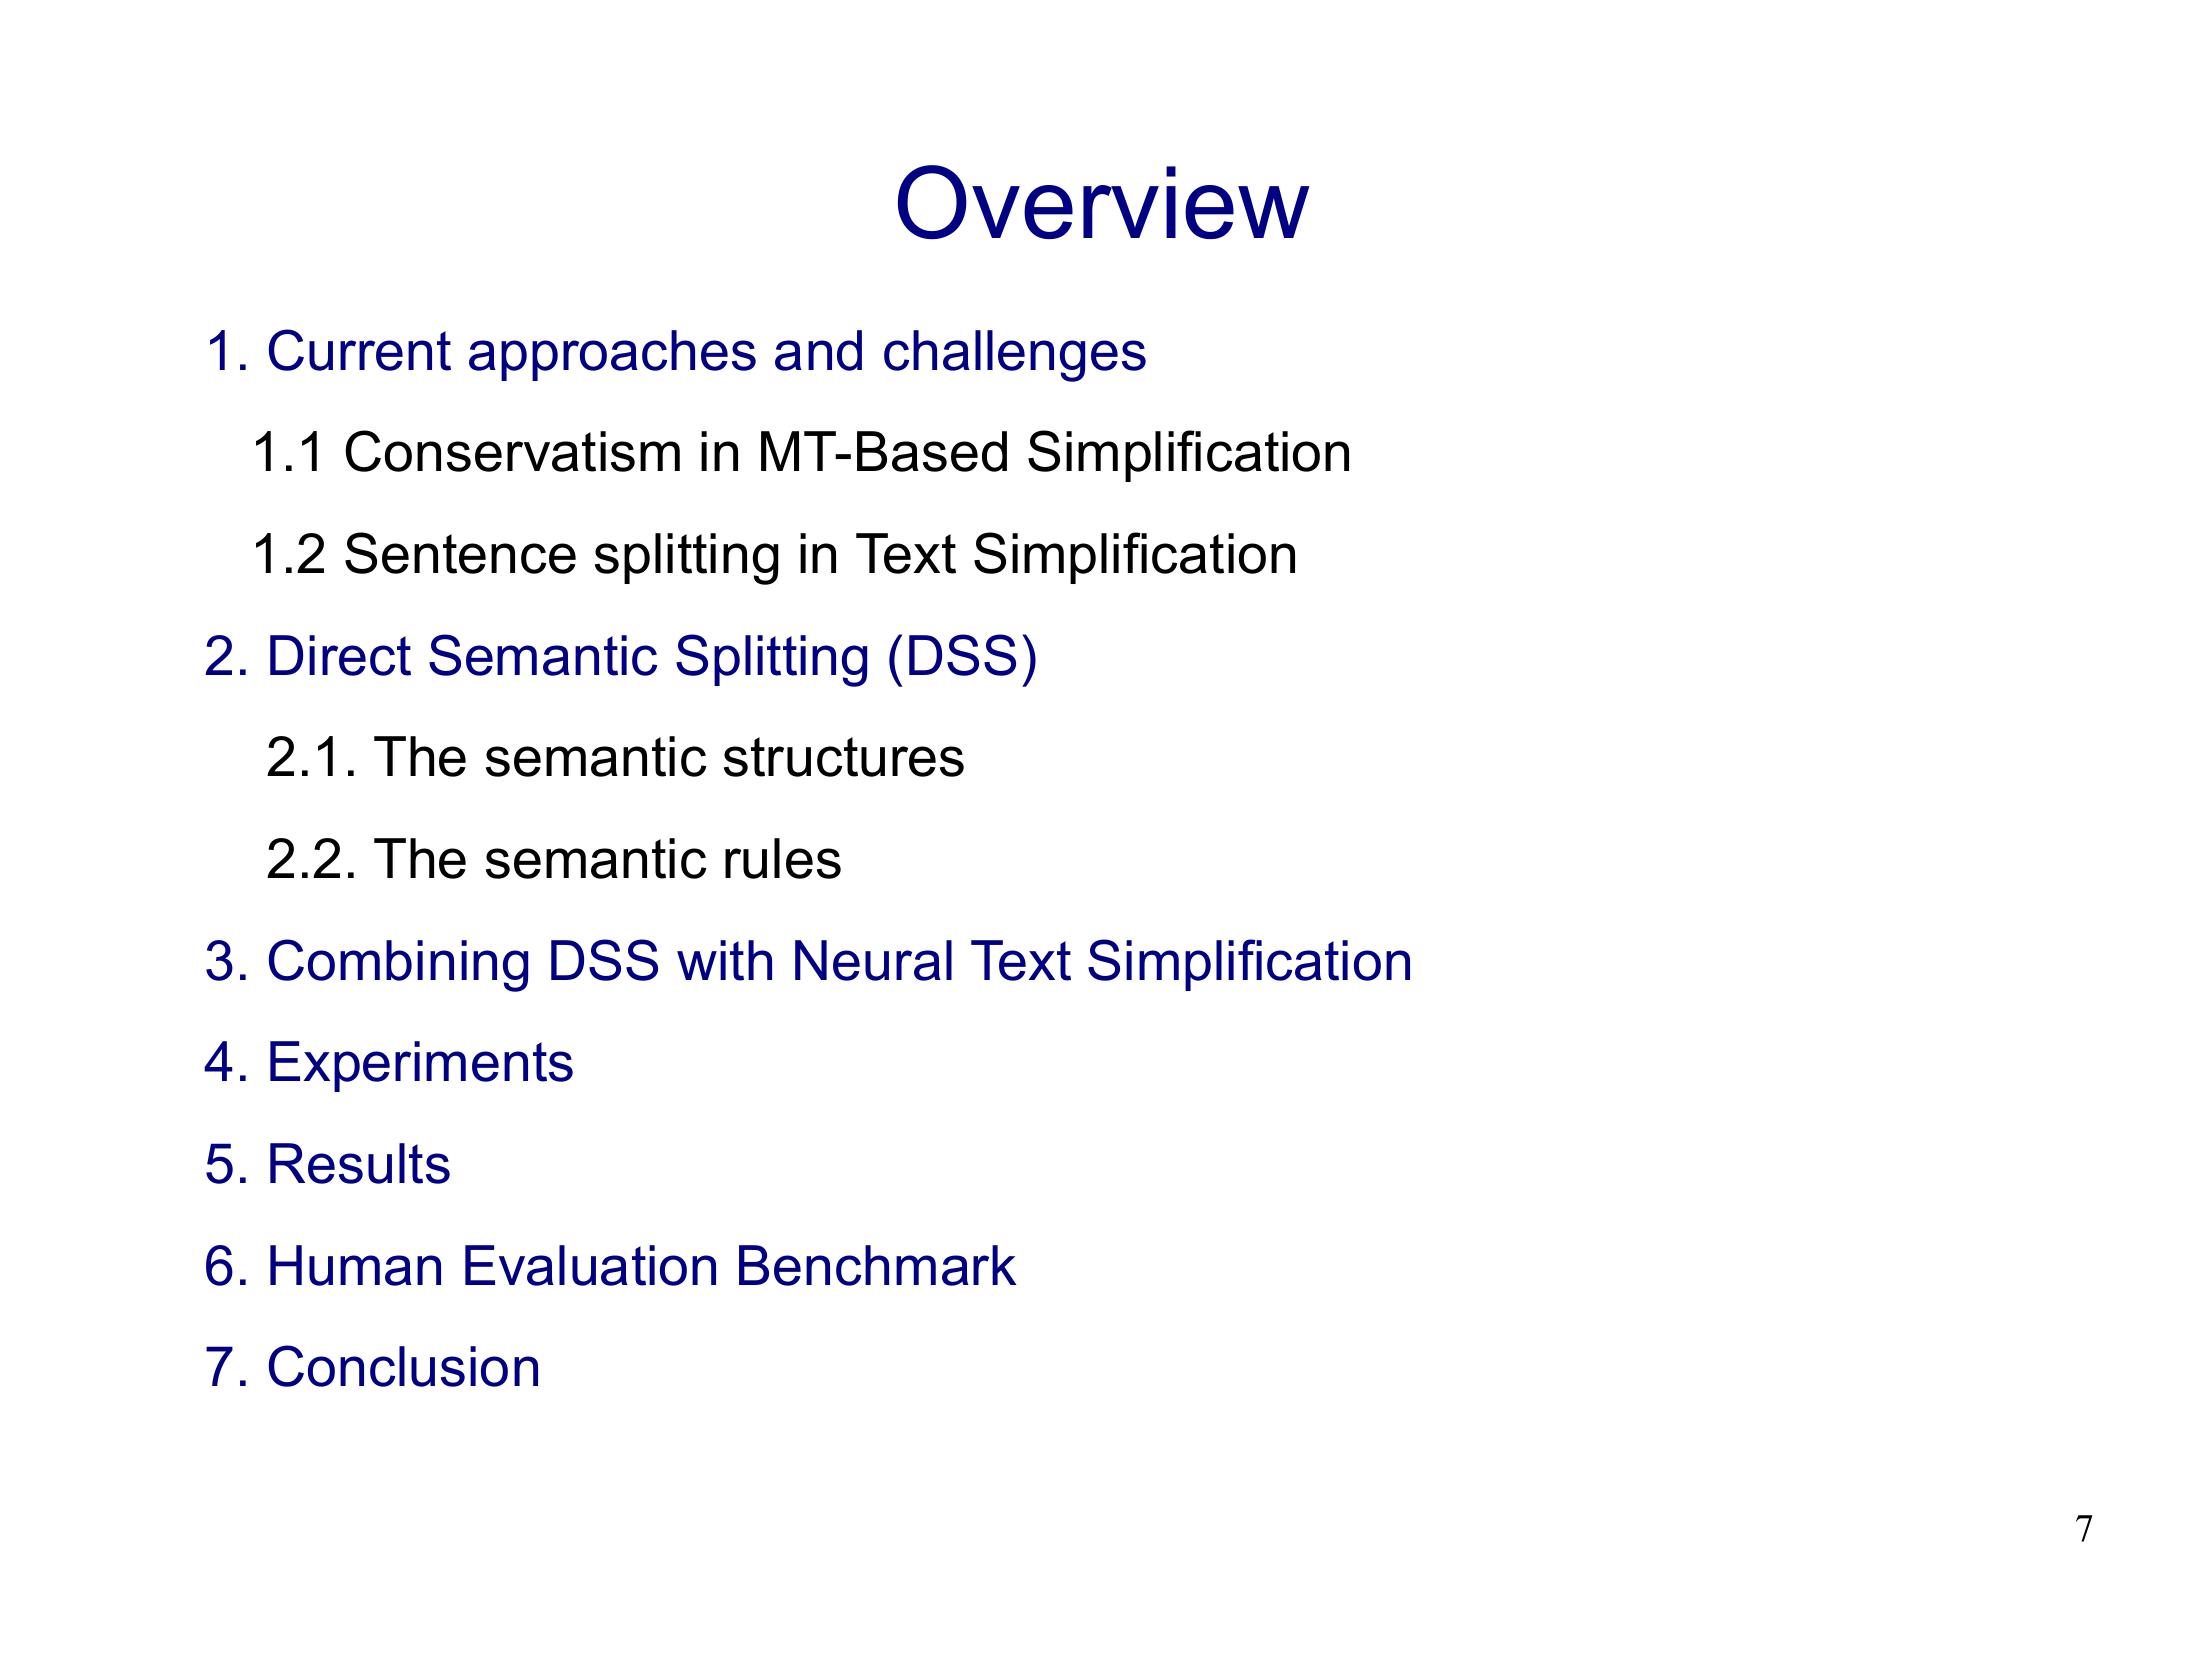 Overview
1. Current approaches and challenges
1.1 Conservatism in MT-Based Simplification
1.2 Sentence splitting in Text Simplification
2. Direct Semantic Splitting (DSS)
2.1. The semantic structures
2.2. The semantic rules
3. Combining DSS with Neural Text Simplification
4. Experiments
5. Results
6. Human Evaluation Benchmark
7. Conclusion
7